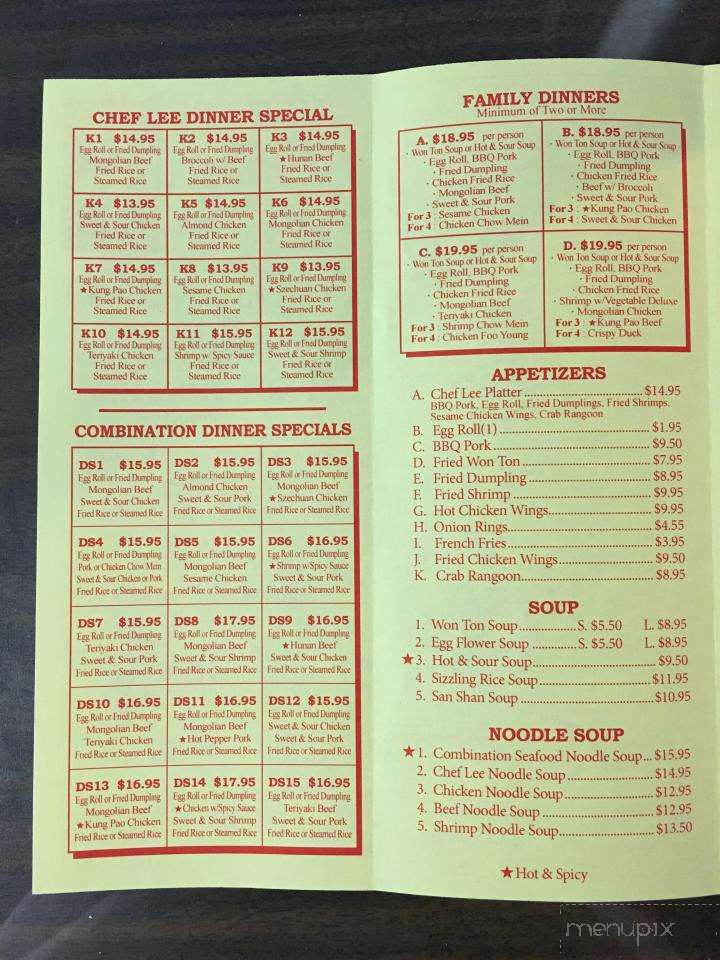 CHEF LEE DINNER SPECIAL
K1 $14.95
Egg Roll or Fried Dumpling
Mongolian Beef
Fried Rice or
Steamed Rice
K2 $14.95
Egg Roll or Fried Dumpling
Broccoli w/ Beef
Fried Rice or
Steamed Rice
K3 $14.95
Egg Roll or Fried Dumpling
★Hunan Beef
Fried Rice or
Steamed Rice
K4 $13.95
Egg Roll or Fried Dumpling
Sweet & Sour Chicken
Fried Rice or
Steamed Rice
K5 $14.95
Egg Roll or Fried Dumpling
Almond Chicken
Fried Rice or
Steamed Rice
K6 $14.95
Egg Roll or Fried Dumpling
Mongolian Chicken
Fried Rice or
Steamed Rice
K7 $14.95
Egg Roll or Fried Dumpling
★Kung Pao Chicken
Fried Rice or
Steamed Rice
K8 $13.95
Egg Roll or Fried Dumpling
Sesame Chicken
Fried Rice or
Steamed Rice
K9 $13.95
Egg Roll or Fried Dumpling
★Szechuan Chicken
Fried Rice or
Steamed Rice
K10 $14.95
Egg Roll or Fried Dumpling
Teriyaki Chicken
Fried Rice or
Steamed Rice
K11 $15.95
Egg Roll or Fried Dumpling
Shrimp w/ Spicy Sauce
Fried Rice or
Steamed Rice
K12 $15.95
Egg Roll or Fried Dumpling
Sweet & Sour Shrimp
Fried Rice or
Steamed Rice
COMBINATION DINNER SPECIALS
DS1 $15.95
Egg Roll or Fried Dumpling
Mongolian Beef
Sweet & Sour Chicken
Fried Rice or Steamed Rice
DS2 $15.95
Egg Roll or Fried Dumpling
Almond Chicken
Sweet & Sour Pork
Fried Rice or Steamed Rice
DS3 $15.95
Egg Roll or Fried Dumpling
Mongolian Beef
★Szechuan Chicken
Fried Rice or Steamed Rice
DS4 $15.95
Egg Roll or Fried Dumpling
Pork or Chicken Chow Mein
Sweet & Sour Chicken or Pork
Fried Rice or Steamed Rice
DS5 $15.95
Egg Roll or Fried Dumpling
Mongolian Beef
Sesame Chicken
Fried Rice or Steamed Rice
DS6 $16.95
Egg Roll or Fried Dumpling
★Shrimp w/Spicy Sauce
Sweet & Sour Pork
Fried Rice or Steamed Rice
DS7 $15.95
Egg Roll or Fried Dumpling
Teriyaki Chicken
Sweet & Sour Pork
Fried Rice or Steamed Rice
DS8 $17.95
Egg Roll or Fried Dumpling
Mongolian Beef
Sweet & Sour Shrimp
Fried Rice or Steamed Rice
DS9 $16.95
Egg Roll or Fried Dumpling
★Hunan Beef
Sweet & Sour Chicken
Fried Rice or Steamed Rice
DS10 $16.95
Egg Roll or Fried Dumpling
Mongolian Beef
Teriyaki Chicken
Fried Rice or Steamed Rice
DS11 $16.95
Egg Roll or Fried Dumpling
Mongolian Beef
★Hot Pepper Pork
Fried Rice or Steamed Rice
DS12 $15.95
Egg Roll or Fried Dumpling
Sweet & Sour Chicken
Sweet & Sour Pork
Fried Rice or Steamed Rice
DS13 $16.95
Egg Roll or Fried Dumpling
Mongolian Beef
★Kung Pao Chicken
Fried Rice or Steamed Rice
DS14 $17.95
Egg Roll or Fried Dumpling
★Chicken w/Spicy Sauce
Sweet & Sour Shrimp
Fried Rice or Steamed Rice
DS15 $16.95
Egg Roll or Fried Dumpling
Teriyaki Beef
Sweet & Sour Pork
Fried Rice or Steamed Rice
FAMILY DINNERS
Minimum of Two or More
A. $18.95 per person
· Won Ton Soup or Hot & Sour Soup
· Egg Roll, BBQ Pork
· Fried Dumpling
· Chicken Fried Rice
· Mongolian Beef
· Sweet & Sour Pork
For 3 : Sesame Chicken
For 4 : Chicken Chow Mein
B. $18.95 per person
· Won Ton Soup or Hot & Sour Soup
· Egg Roll, BBQ Pork
· Fried Dumpling
· Chicken Fried Rice
· Beef w/ Broccoli
· Sweet & Sour Pork
For 3 : ★Kung Pao Chicken
For 4 : Sweet & Sour Chicken
C. $19.95 per person
· Won Ton Soup or Hot & Sour Soup
· Egg Roll, BBQ Pork
· Fried Dumpling
· Chicken Fried Rice
· Mongolian Beef
· Teriyaki Chicken
For 3 : Shrimp Chow Mein
For 4 : Chicken Foo Young
D. $19.95 per person
· Won Ton Soup or Hot & Sour Soup
· Egg Roll, BBQ Pork
· Fried Dumpling
· Chicken Fried Rice
· Shrimp w/Vegetable Deluxe
· Mongolian Chicken
For 3 : ★Kung Pao Beef
For 4 : Crispy Duck
APPETIZERS
A. Chef Lee Platter $14.95
BBQ Pork, Egg Roll, Fried Dumplings, Fried Shrimps,
Sesame Chicken Wings, Crab Rangoon
B. Egg Roll(1) $1.95
C. BBQ Pork $9.50
D. Fried Won Ton $7.95
E. Fried Dumpling $8.95
F. Fried Shrimp $9.95
G. Hot Chicken Wings $9.95
H. Onion Rings $4.55
I. French Fries $3.95
J. Fried Chicken Wings $9.50
K. Crab Rangoon $8.95
SOUP
1. Won Ton Soup S. $5.50 L. $8.95
2. Egg Flower Soup S. $5.50 L. $8.95
★3. Hot & Sour Soup $9.50
4. Sizzling Rice Soup $11.95
5. San Shan Soup $10.95
NOODLE SOUP
★1. Combination Seafood Noodle Soup... $15.95
2. Chef Lee Noodle Soup $14.95
3. Chicken Noodle Soup $12.95
4. Beef Noodle Soup $12.95
5. Shrimp Noodle Soup $13.50
★Hot & Spicy
menupix